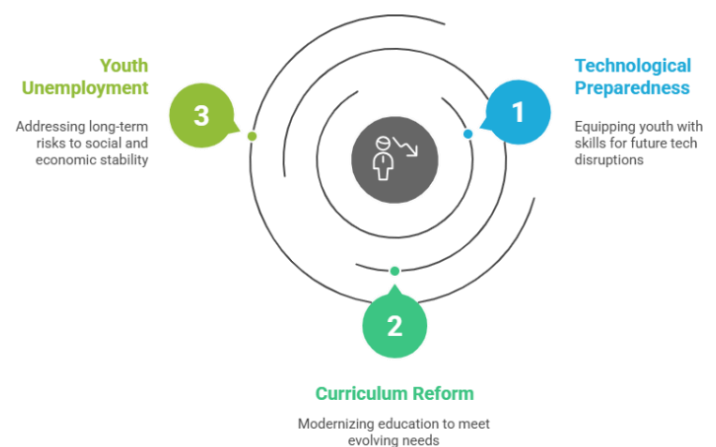 1
Technological
Preparedness
Equipping youth with
skills for future tech
disruptions
2
Curriculum Reform
Modernizing education to meet
evolving needs
3
Youth
Unemployment
Addressing long-term
risks to social and
economic stability